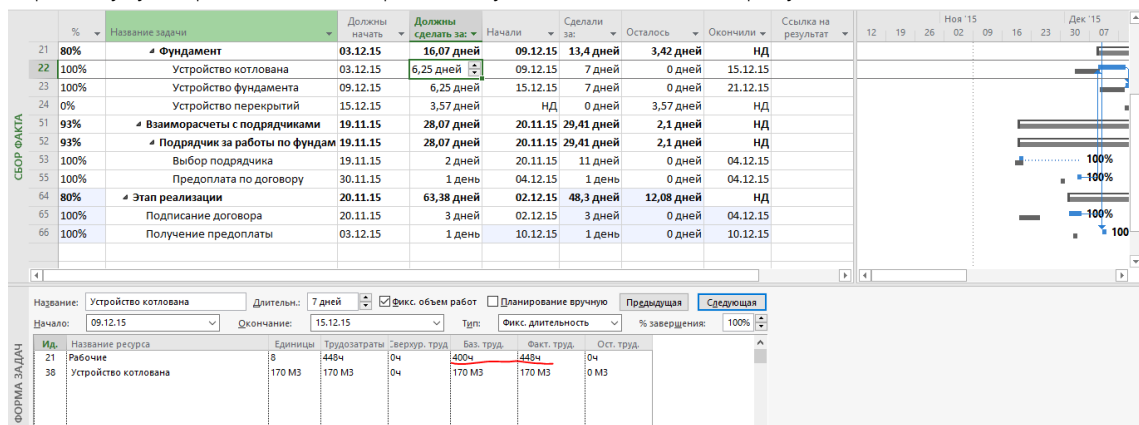 % Название задачи Должны начать Должны сделать за: Начали Сделали за: Осталось Окончили Ссылка на результат
Ноя '15 Дек '15
12 19 26 02 09 16 23 30 07
СБОР ФАКТА
21 80% Фундамент 03.12.15 16,07 дней 09.12.15 13,4 дней 3,42 дней НД
22 100% Устройство котлована 03.12.15 6,25 дней 09.12.15 7 дней 0 дней 15.12.15
23 100% Устройство фундамента 09.12.15 6,25 дней 15.12.15 7 дней 0 дней 21.12.15
24 0% Устройство перекрытий 15.12.15 3,57 дней НД 0 дней 3,57 дней НД
51 93% Взаиморасчеты с подрядчиками 19.11.15 28,07 дней 20.11.15 29,41 дней 2,1 дней НД
52 93% Подрядчик за работы по фундам 19.11.15 28,07 дней 20.11.15 29,41 дней 2,1 дней НД
53 100% Выбор подрядчика 19.11.15 2 дней 20.11.15 11 дней 0 дней 04.12.15 100%
55 100% Предоплата по договору 30.11.15 1 день 04.12.15 1 день 0 дней 04.12.15 100%
64 80% Этап реализации 20.11.15 63,38 дней 02.12.15 48,3 дней 12,08 дней НД
65 100% Подписание договора 20.11.15 3 дней 02.12.15 3 дней 0 дней 04.12.15 100%
66 100% Получение предоплаты 03.12.15 1 день 10.12.15 1 день 0 дней 10.12.15 100
ФОРМА ЗАДАЧ
Название: Устройство котлована Длительн.: 7 дней Фикс. объем работ Планирование вручную Предыдущая Следующая
Начало: 09.12.15 Окончание: 15.12.15 Тип: Фикс. длительность % завершения: 100%
Ид. Название ресурса Единицы Трудозатраты Сверхур. труд Баз. труд. Факт. труд. Ост. труд.
21 Рабочие 8 448ч 0ч 400ч 448ч 0ч
38 Устройство котлована 170 М3 170 М3 0ч 170 М3 170 М3 0 М3